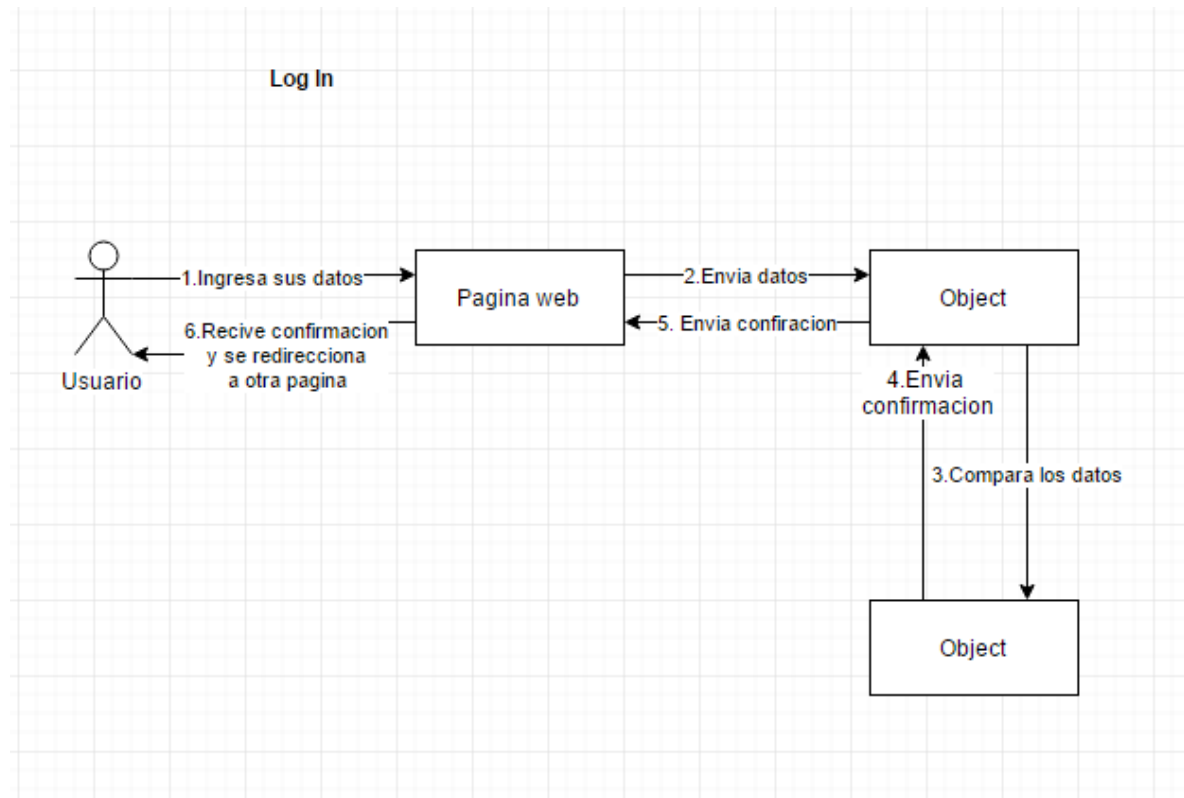 Log In
1.Ingresa sus datos
Pagina web
2.Envia datos
Object
6.Recive confirmacion
y se redirecciona
a otra pagina
5. Envia confiracion
Usuario
4.Envia
confirmacion
3.Compara los datos
Object